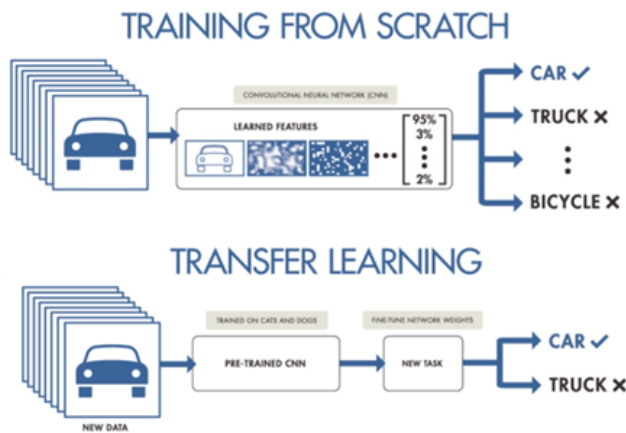 TRAINING FROM SCRATCH
CONVOLUTIONAL NEURAL NETWORK (CNN)
LEARNED FEATURES
95%
3%
2%
CAR ✓
TRUCK ✗
BICYCLE ✗
TRANSFER LEARNING
TRAINED ON CATS AND DOGS
FINE-TUNE NETWORK WEIGHTS
PRE-TRAINED CNN
NEW TASK
CAR ✓
TRUCK ✗
NEW DATA